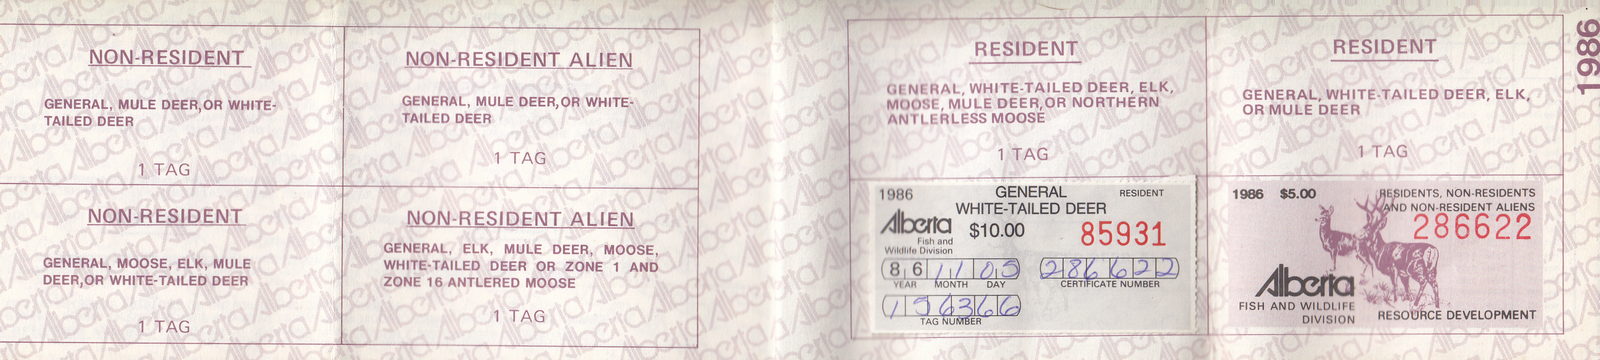 NON-RESIDENT
GENERAL, MULE DEER,OR WHITE-
TAILED DEER
1 TAG
NON-RESIDENT ALIEN
GENERAL, MULE DEER,OR WHITE-
TAILED DEER
1 TAG
NON-RESIDENT
GENERAL, MOOSE, ELK, MULE
DEER,OR WHITE-TAILED DEER
1 TAG
NON-RESIDENT ALIEN
GENERAL, ELK, MULE DEER, MOOSE,
WHITE-TAILED DEER OR ZONE 1 AND
ZONE 16 ANTLERED MOOSE
1 TAG
RESIDENT
GENERAL, WHITE-TAILED DEER, ELK,
MOOSE, MULE DEER,OR NORTHERN
ANTLERLESS MOOSE
1 TAG
RESIDENT
GENERAL, WHITE-TAILED DEER, ELK,
OR MULE DEER
1 TAG
1986
1986 GENERAL RESIDENT
WHITE-TAILED DEER
Alberta $10.00 85931
Fish and
Wildlife Division
86 11 05 286622
YEAR MONTH DAY CERTIFICATE NUMBER
156366
TAG NUMBER
1986 $5.00 RESIDENTS, NON-RESIDENTS
AND NON-RESIDENT ALIENS
286622
Alberta
FISH AND WILDLIFE
DIVISION RESOURCE DEVELOPMENT